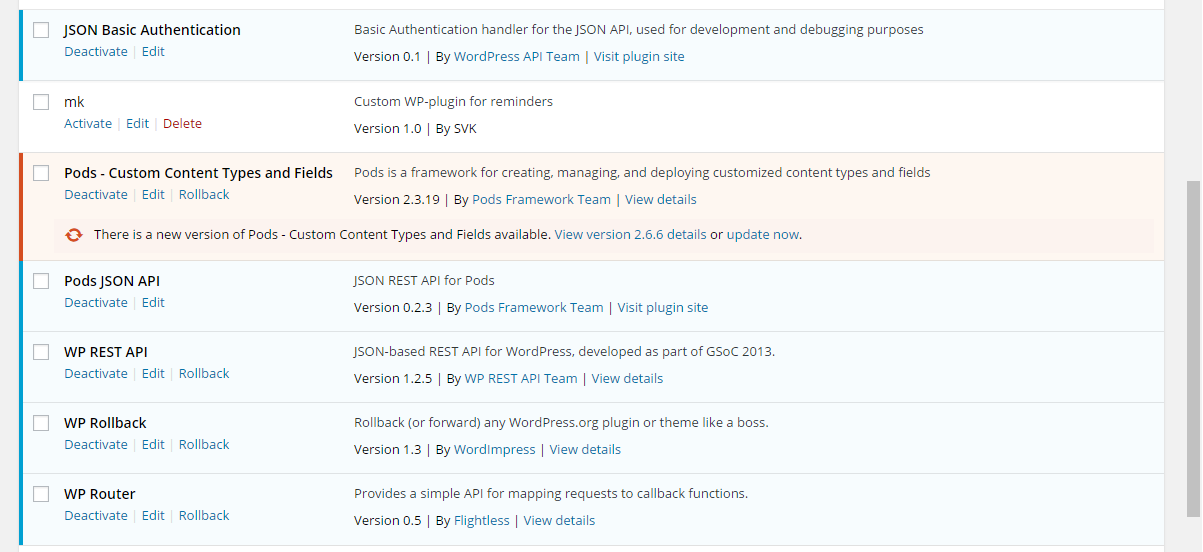 JSON Basic Authentication
Basic Authentication handler for the JSON API, used for development and debugging purposes
Deactivate | Edit
Version 0.1 | By WordPress API Team | Visit plugin site
mk
Custom WP-plugin for reminders
Activate | Edit | Delete
Version 1.0 | By SVK
Pods - Custom Content Types and Fields
Pods is a framework for creating, managing, and deploying customized content types and fields
Deactivate | Edit | Rollback
Version 2.3.19 | By Pods Framework Team | View details
There is a new version of Pods - Custom Content Types and Fields available. View version 2.6.6 details or update now.
Pods JSON API
JSON REST API for Pods
Deactivate | Edit
Version 0.2.3 | By Pods Framework Team | Visit plugin site
WP REST API
JSON-based REST API for WordPress, developed as part of GSoC 2013.
Deactivate | Edit | Rollback
Version 1.2.5 | By WP REST API Team | View details
WP Rollback
Rollback (or forward) any WordPress.org plugin or theme like a boss.
Deactivate | Edit | Rollback
Version 1.3 | By WordImpress | View details
WP Router
Provides a simple API for mapping requests to callback functions.
Deactivate | Edit | Rollback
Version 0.5 | By Flightless | View details